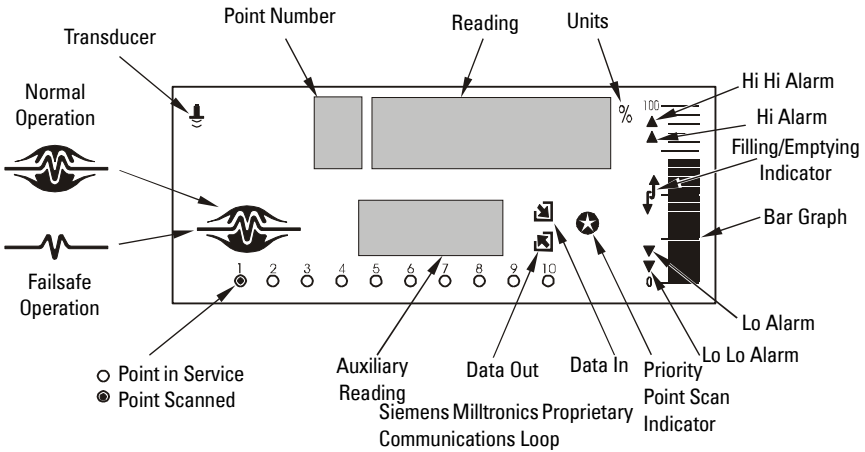 Point Number
Reading
Units
Transducer
Normal
Operation
%
100
Hi Hi Alarm
Hi Alarm
Filling/Emptying
Indicator
Bar Graph
Failsafe
Operation
1 2 3 4 5 6 7 8 9 10
0
Lo Alarm
Lo Lo Alarm
Point in Service
Point Scanned
Auxiliary
Reading
Data Out
Data In
Priority
Point Scan
Indicator
Siemens Milltronics Proprietary
Communications Loop